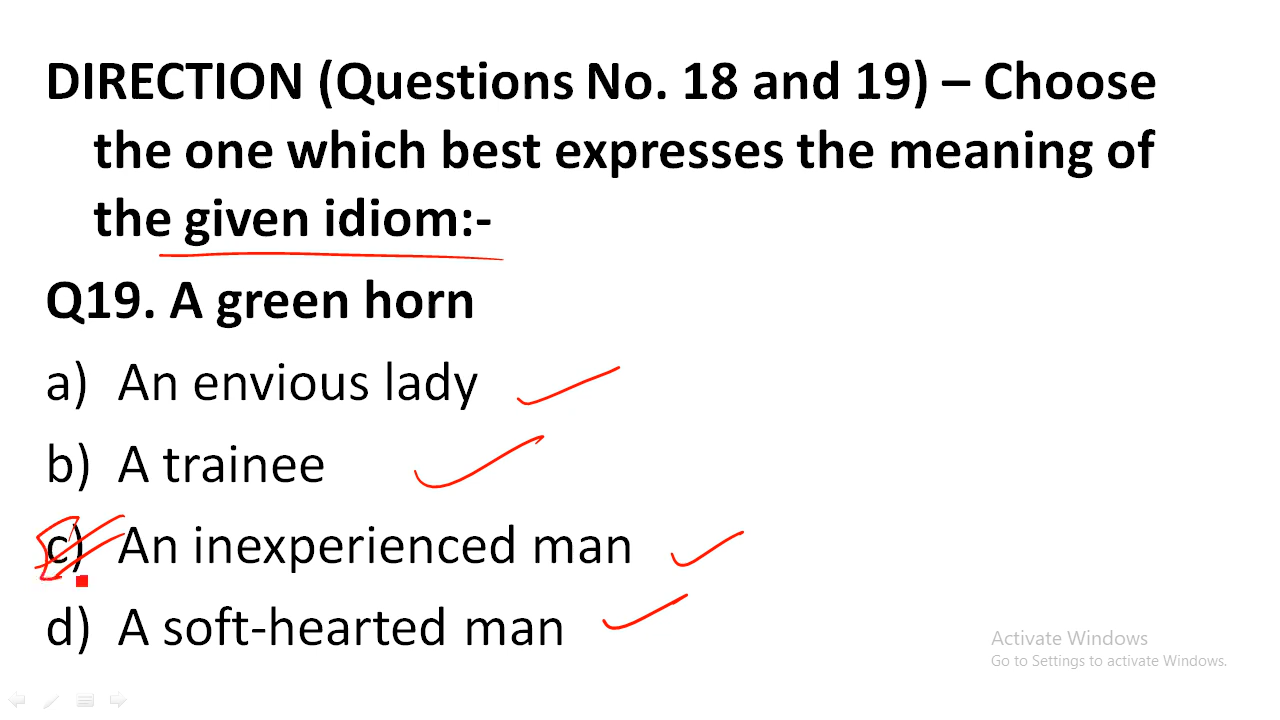 DIRECTION (Questions No. 18 and 19) – Choose
the one which best expresses the meaning of
the given idiom:-
Q19. A green horn
a) An envious lady
b) A trainee
c) An inexperienced man
d) A soft-hearted man
Activate Windows
Go to Settings to activate Windows.